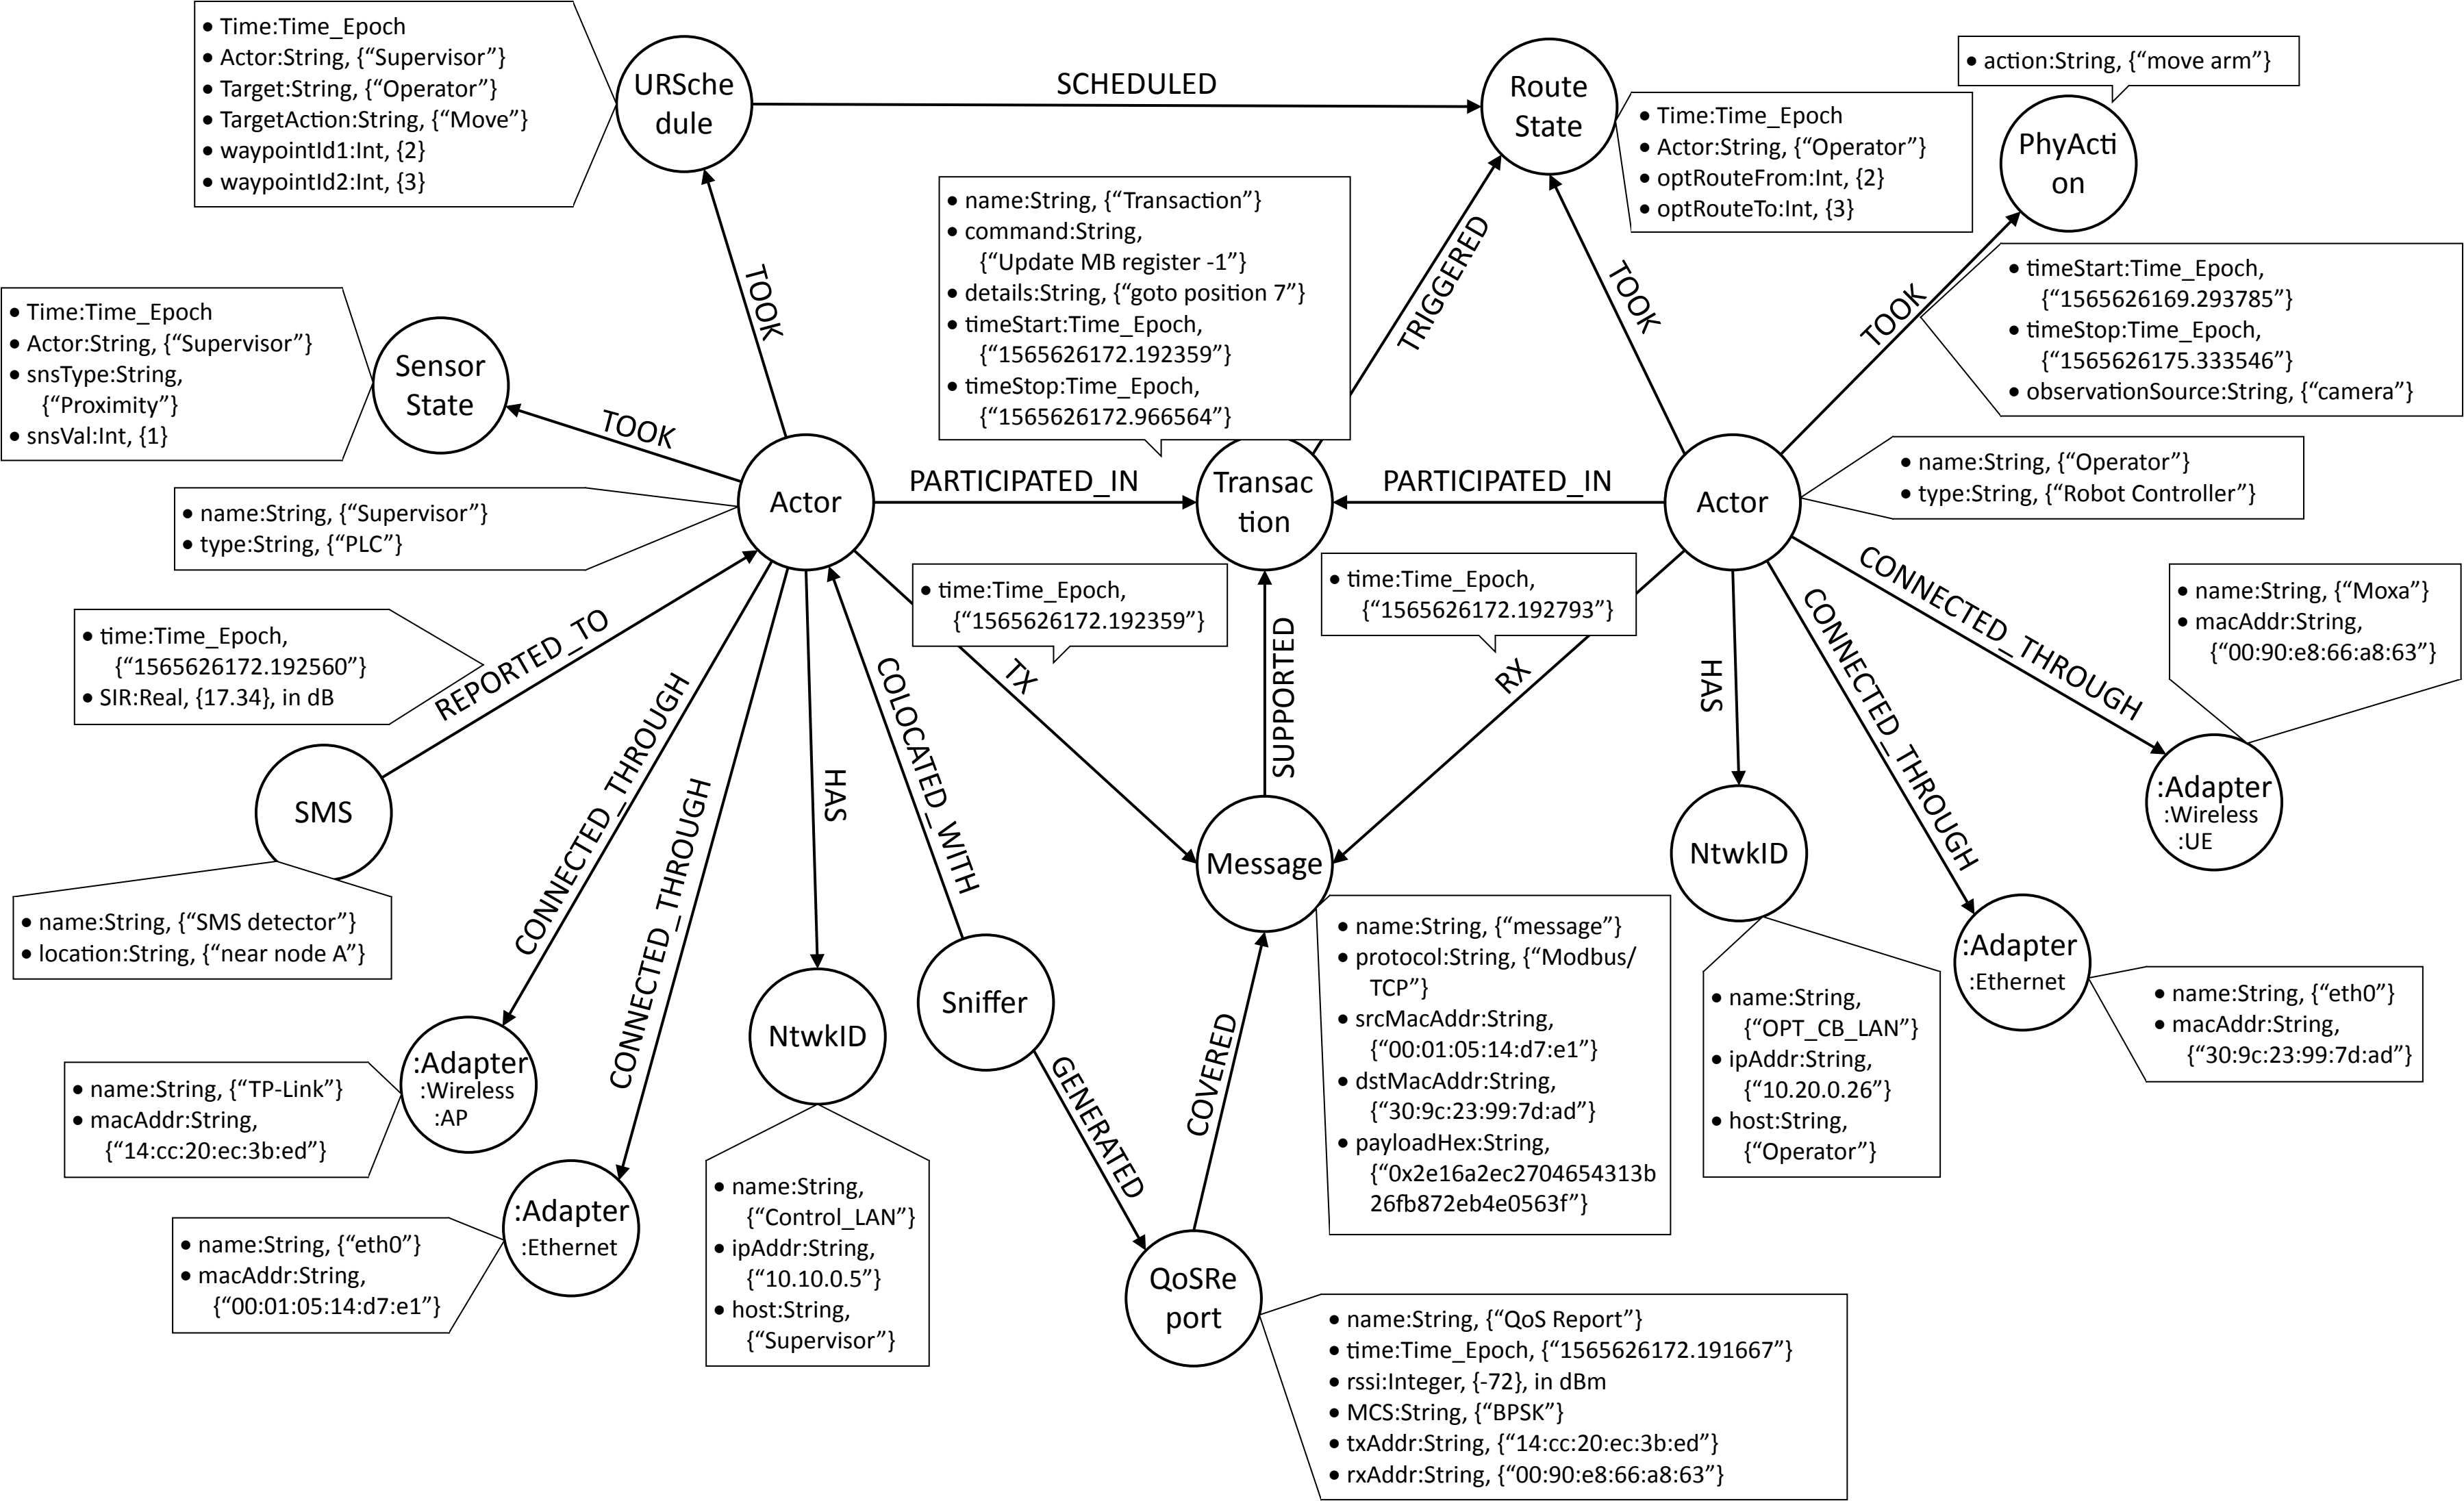 • Time:Time_Epoch
• Actor:String, {“Supervisor”}
• Target:String, {“Operator”}
• TargetAction:String, {“Move”}
• waypointId1:Int, {2}
• waypointId2:Int, {3}
URSche
dule
SCHEDULED
Route
State
• action:String, {“move arm”}
PhyActi
on
• Time:Time_Epoch
• Actor:String, {“Operator”}
• optRouteFrom:Int, {2}
• optRouteTo:Int, {3}
• name:String, {“Transaction”}
• command:String,
{“Update MB register -1”}
• details:String, {“goto position 7”}
• timeStart:Time_Epoch,
{“1565626172.192359”}
• timeStop:Time_Epoch,
{“1565626172.966564”}
TOOK
TRIGGERED
TOOK
TOOK
• timeStart:Time_Epoch,
{“1565626169.293785”}
• timeStop:Time_Epoch,
{“1565626175.333546”}
• observationSource:String, {“camera”}
• Time:Time_Epoch
• Actor:String, {“Supervisor”}
• snsType:String,
{“Proximity”}
• snsVal:Int, {1}
Sensor
State
TOOK
• name:String, {“Supervisor”}
• type:String, {“PLC”}
Actor
PARTICIPATED_IN
Transac
tion
PARTICIPATED_IN
Actor
• name:String, {“Operator”}
• type:String, {“Robot Controller”}
• time:Time_Epoch,
{“1565626172.192560”}
• SIR:Real, {17.34}, in dB
REPORTED_TO
• time:Time_Epoch,
{“1565626172.192359”}
• time:Time_Epoch,
{“1565626172.192793”}
TX
RX
SUPPORTED
CONNECTED_THROUGH
CONNECTED_THROUGH
HAS
COLOCATED_WITH
HAS
CONNECTED_THROUGH
CONNECTED_THROUGH
• name:String, {“Moxa”}
• macAddr:String,
{“00:90:e8:66:a8:63”}
:Adapter
:Wireless
:UE
SMS
• name:String, {“SMS detector”}
• location:String, {“near node A”}
Message
NtwkID
:Adapter
:Ethernet
• name:String, {“eth0”}
• macAddr:String,
{“30:9c:23:99:7d:ad”}
• name:String, {“message”}
• protocol:String, {“Modbus/
TCP”}
• srcMacAddr:String,
{“00:01:05:14:d7:e1”}
• dstMacAddr:String,
{“30:9c:23:99:7d:ad”}
• payloadHex:String,
{“0x2e16a2ec2704654313b
26fb872eb4e0563f”}
• name:String,
{“OPT_CB_LAN”}
• ipAddr:String,
{“10.20.0.26”}
• host:String,
{“Operator”}
Sniffer
NtwkID
:Adapter
:Wireless
:AP
• name:String, {“TP-Link”}
• macAddr:String,
{“14:cc:20:ec:3b:ed”}
:Adapter
:Ethernet
• name:String, {“eth0”}
• macAddr:String,
{“00:01:05:14:d7:e1”}
• name:String,
{“Control_LAN”}
• ipAddr:String,
{“10.10.0.5”}
• host:String,
{“Supervisor”}
GENERATED
COVERED
QoSRe
port
• name:String, {“QoS Report”}
• time:Time_Epoch, {“1565626172.191667”}
• rssi:Integer, {-72}, in dBm
• MCS:String, {“BPSK”}
• txAddr:String, {“14:cc:20:ec:3b:ed”}
• rxAddr:String, {“00:90:e8:66:a8:63”}